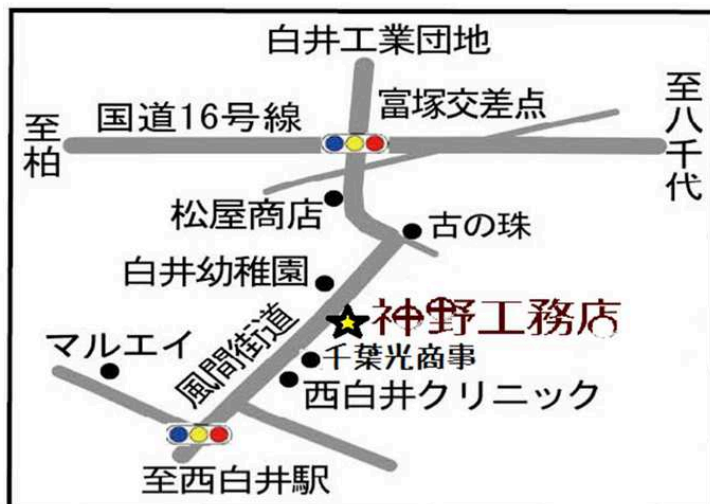 白井工業団地
富塚交差点
国道16号線
至八千代
至柏
松屋商店
古の珠
白井幼稚園
神野工務店
風間街道
千葉光商事
マルエイ
西白井クリニック
至西白井駅